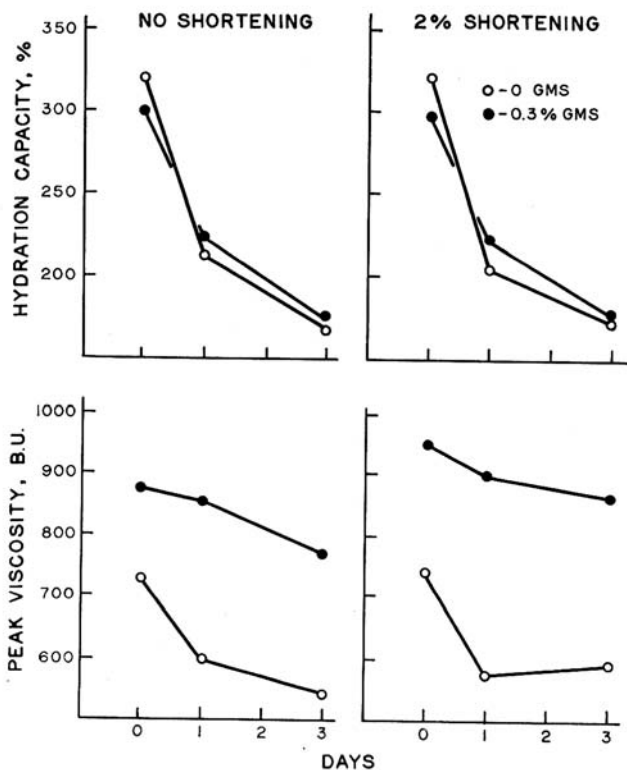 NO SHORTENING
2% SHORTENING
HYDRATION CAPACITY, %
350
300
250
200
-0 GMS
-0.3% GMS
PEAK VISCOSITY, B.U.
1000
900
800
700
600
0 1 2 3
0 1 2 3
DAYS